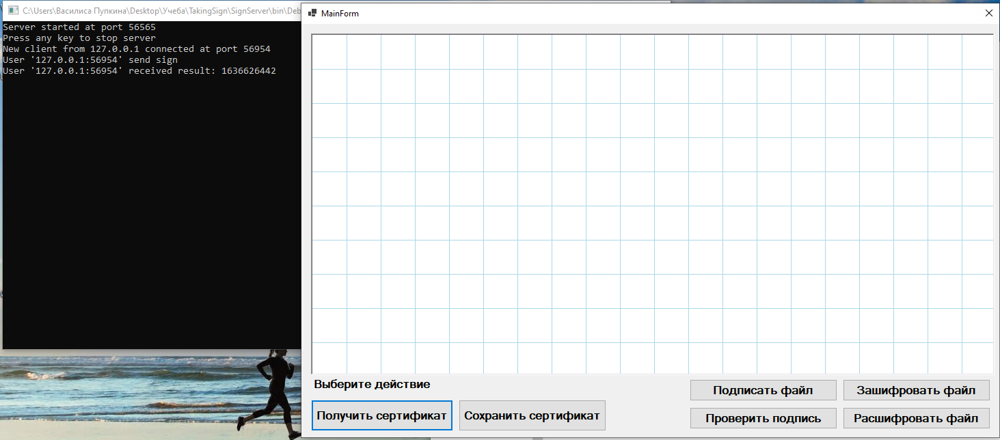 C:\Users\Василиса Пупкина\Desktop\Учеба\TakingSign\SignServer\bin\Deb
Server started at port 56565
Press any key to stop server
New client from 127.0.0.1 connected at port 56954
User '127.0.0.1:56954' send sign
User '127.0.0.1:56954' received result: 1636626442
MainForm
Выберите действие
Получить сертификат
Сохранить сертификат
Подписать файл
Зашифровать файл
Проверить подпись
Расшифровать файл